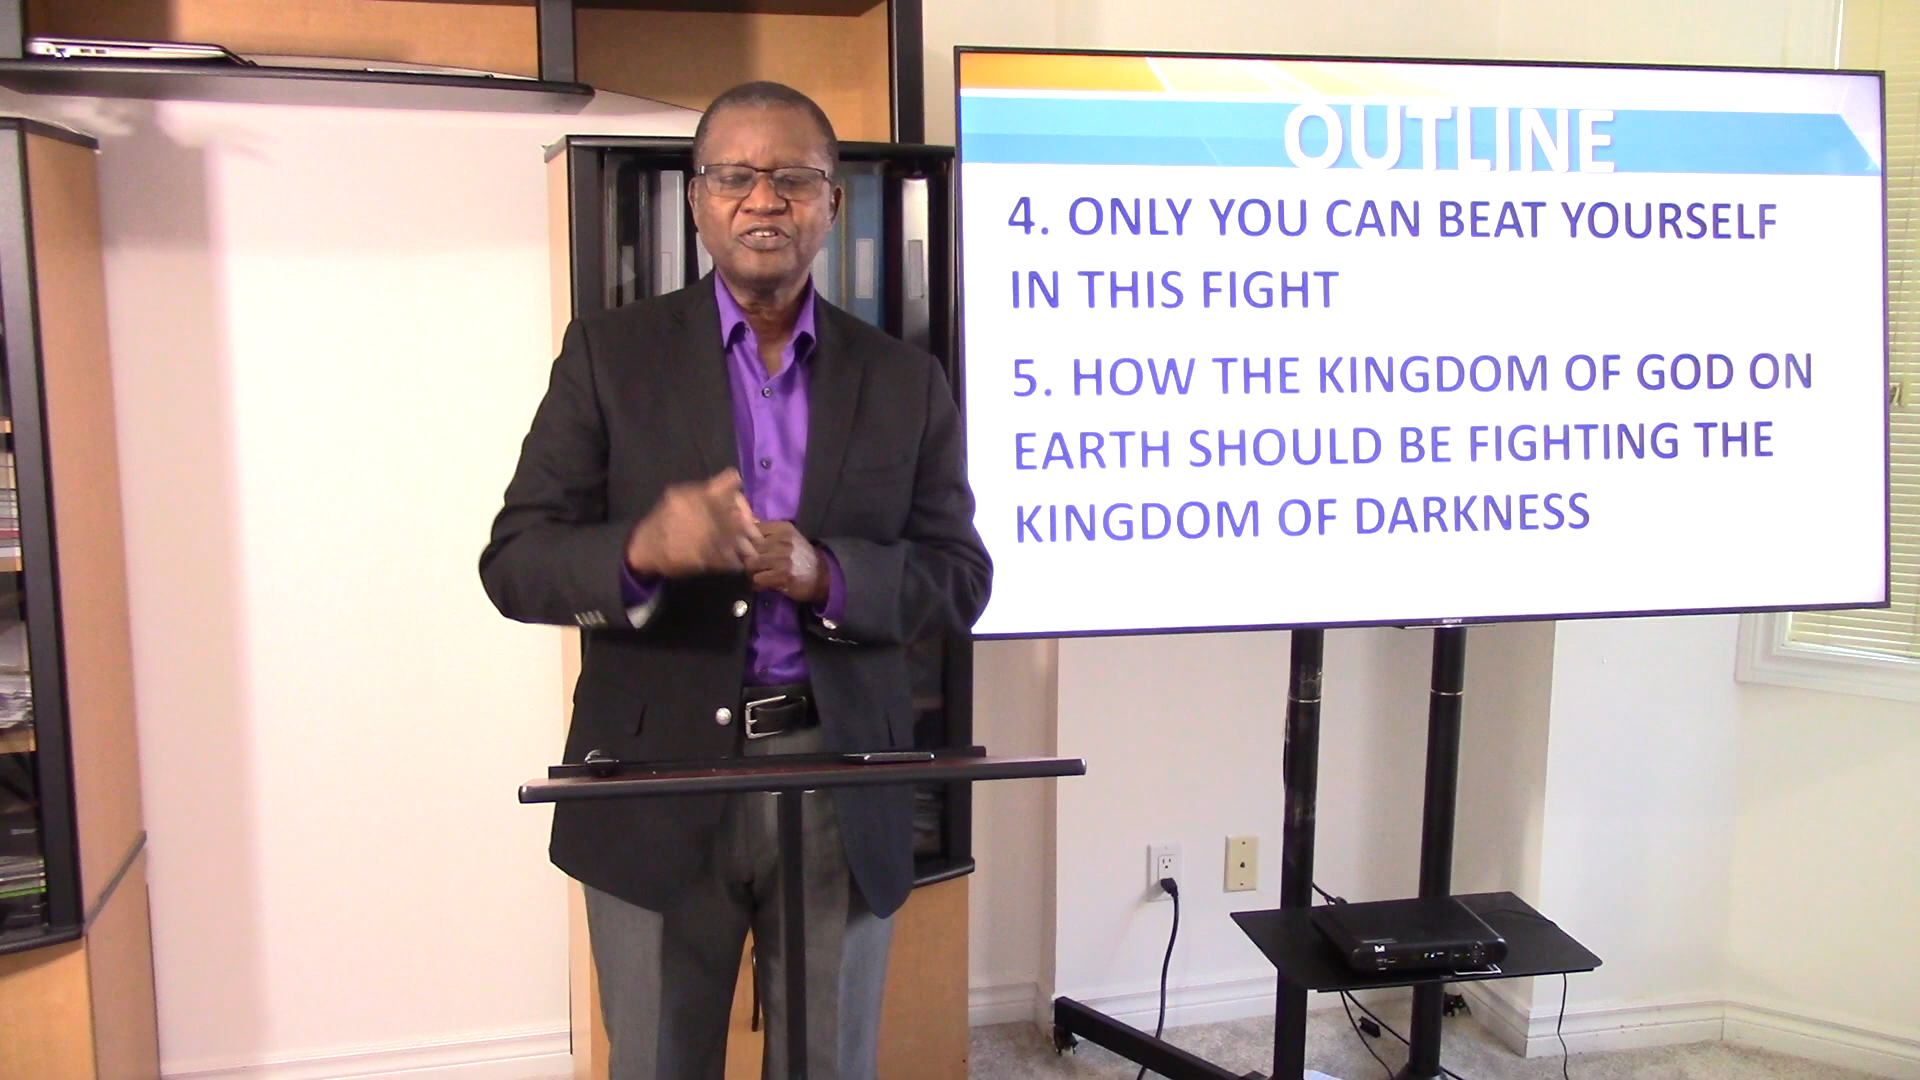 OUTLINE
4. ONLY YOU CAN BEAT YOURSELF
IN THIS FIGHT
5. HOW THE KINGDOM OF GOD ON
EARTH SHOULD BE FIGHTING THE
KINGDOM OF DARKNESS
SONY